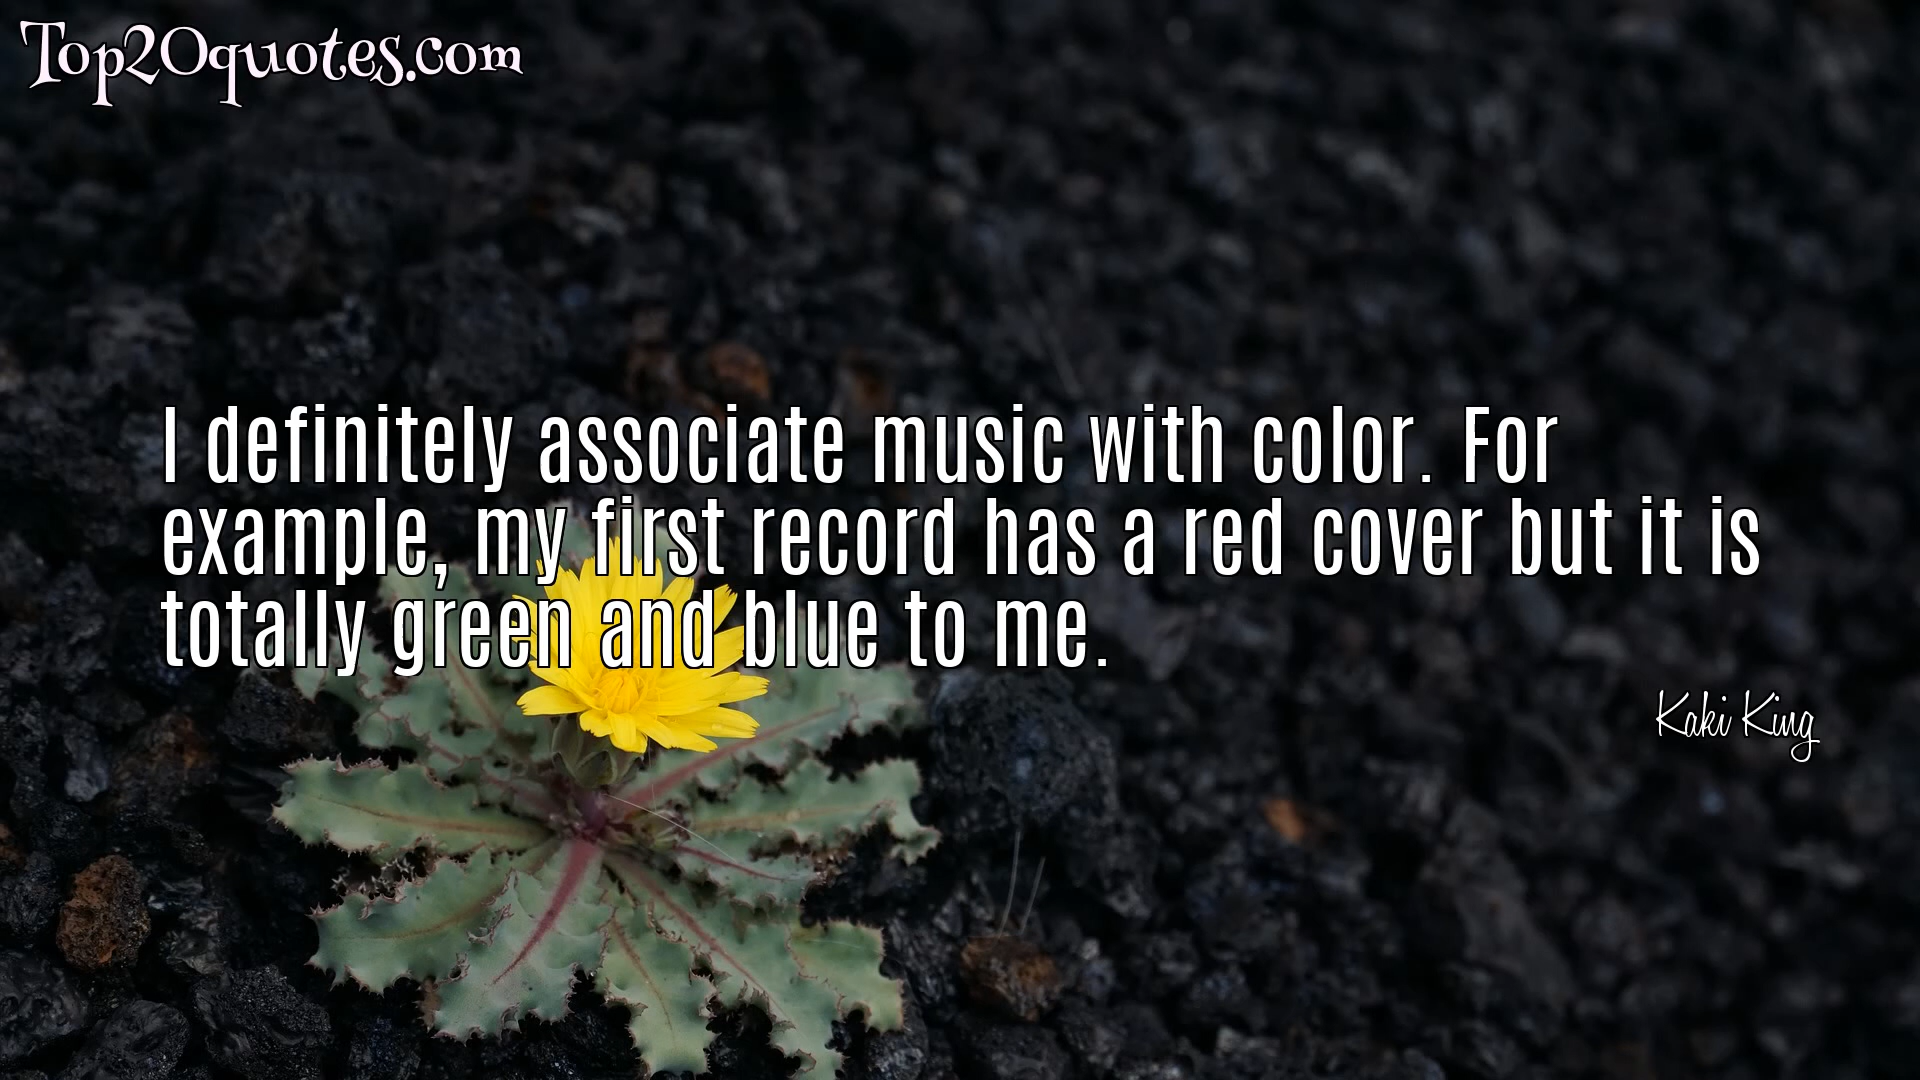 Top20quotes.com
I definitely associate music with color. For
example, my first record has a red cover but it is
totally green and blue to me.
Kaki King